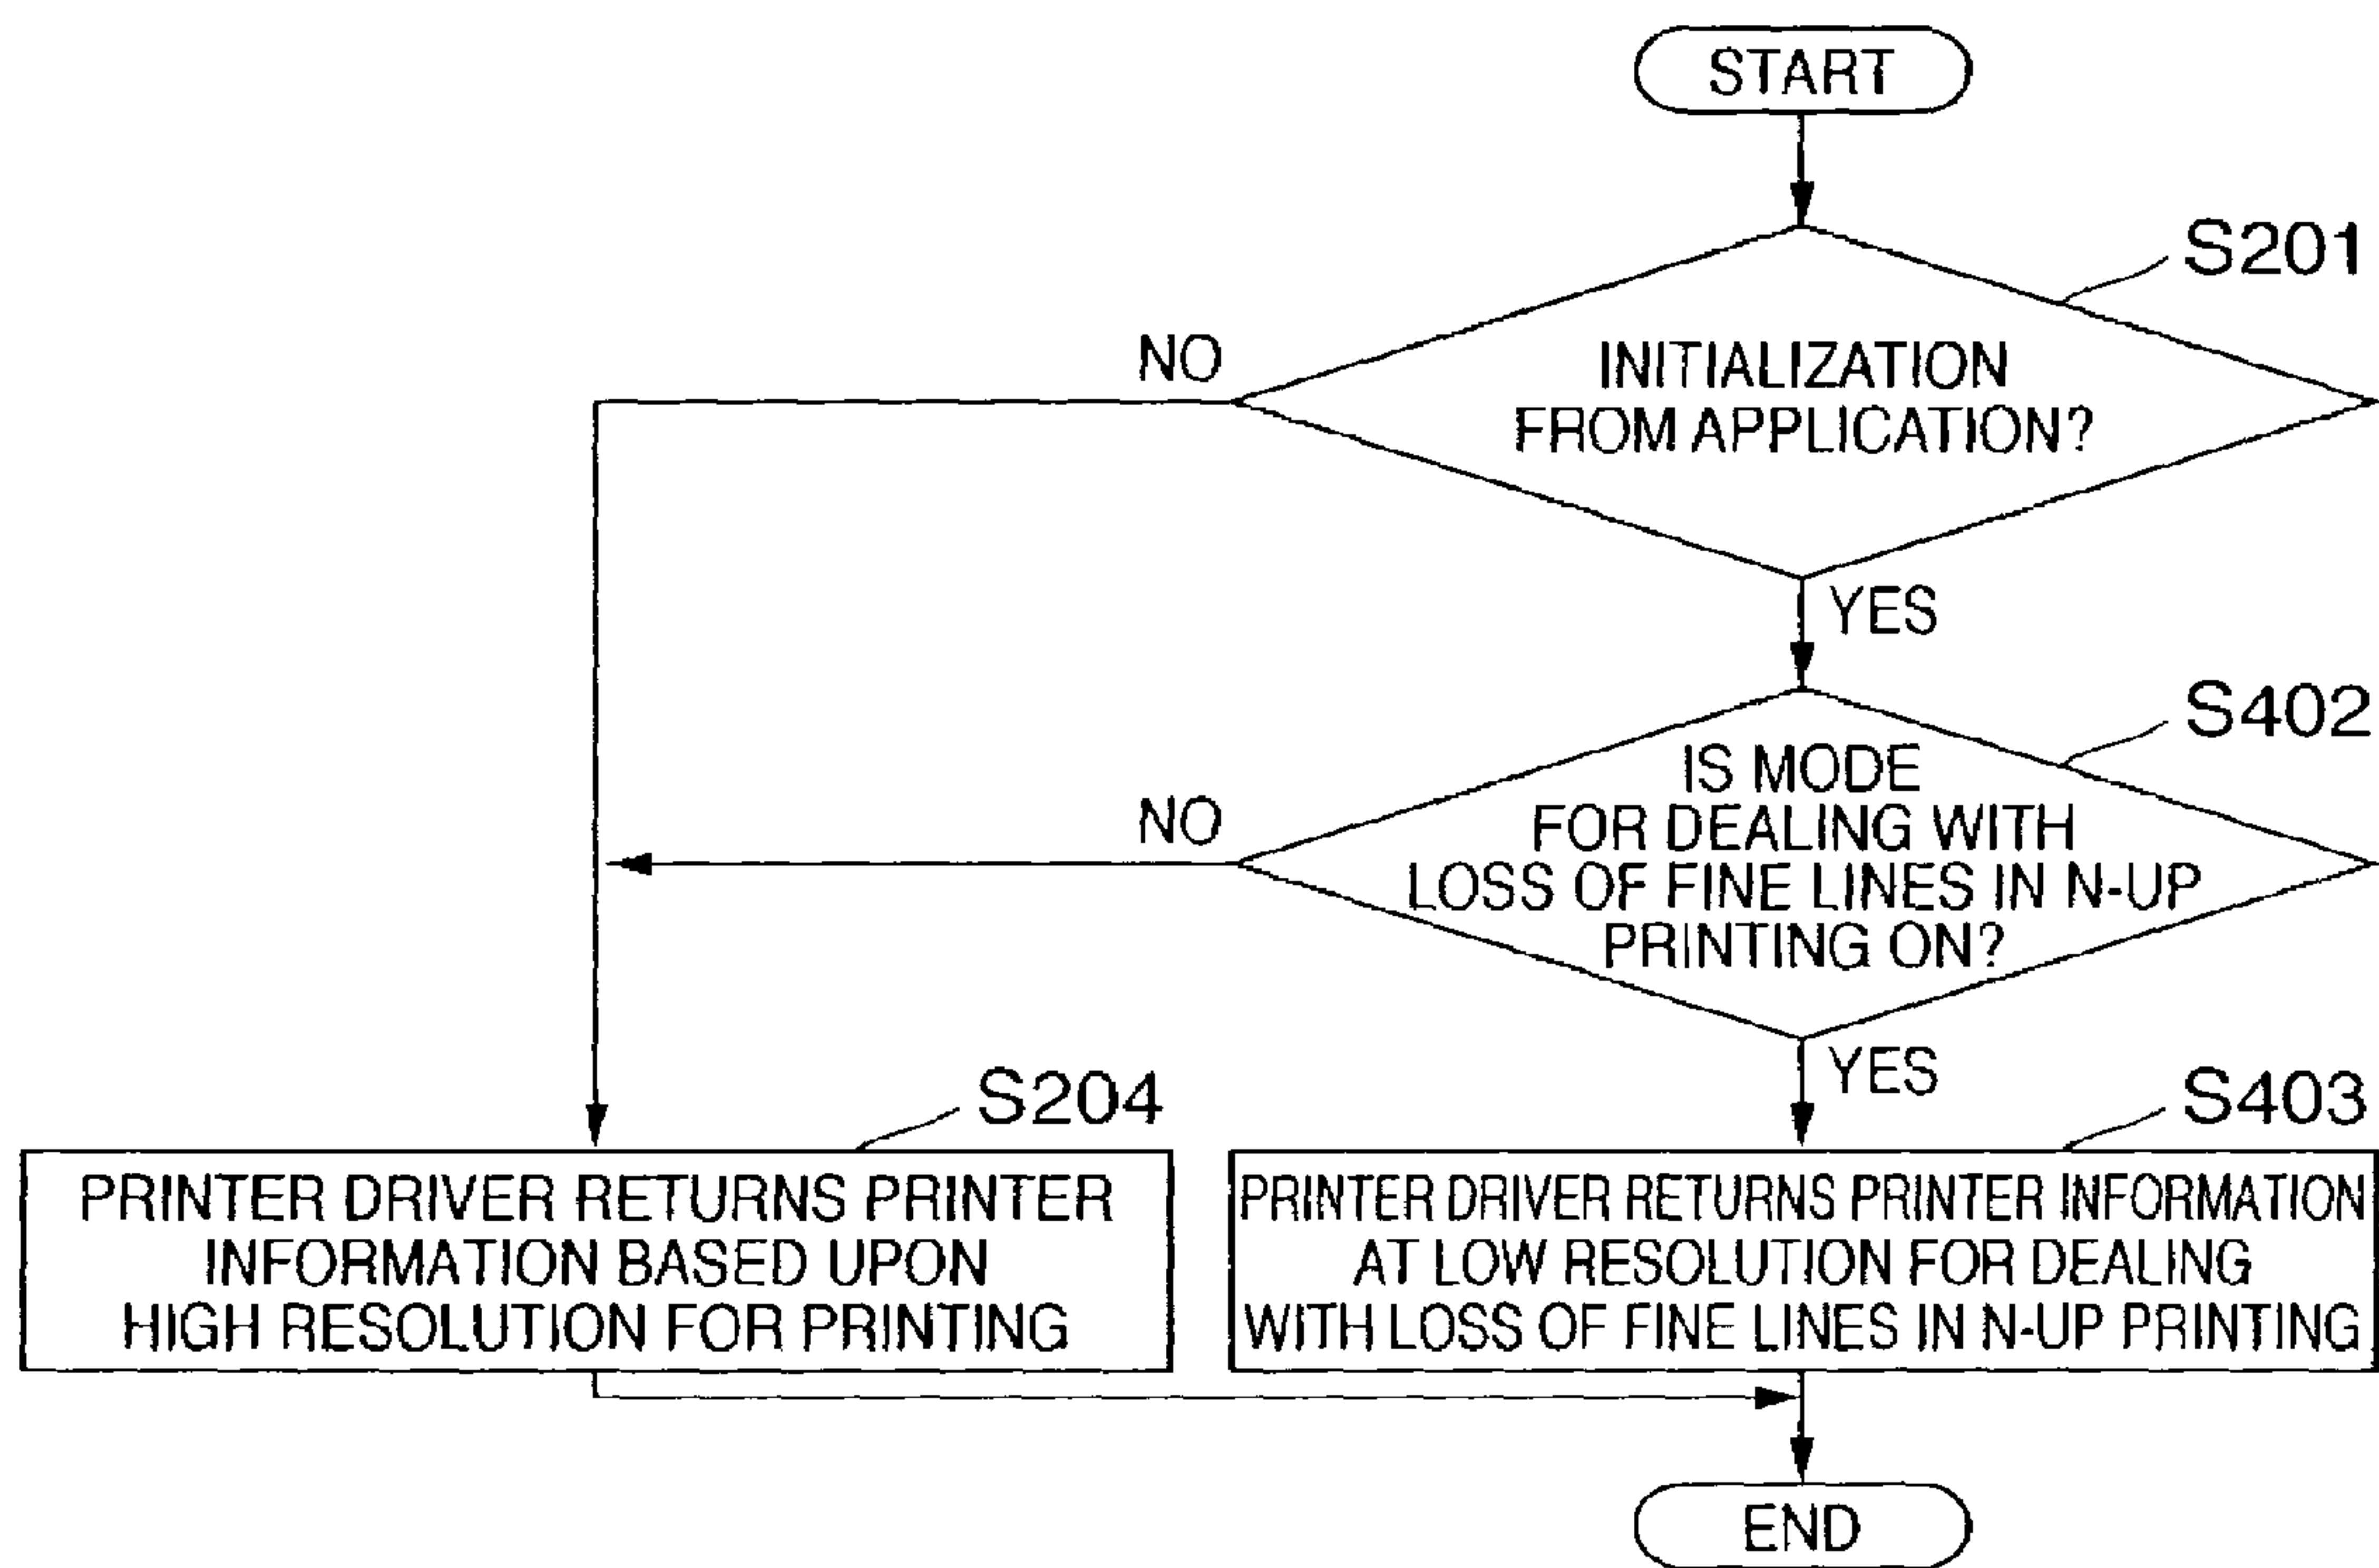 START
S201
NO
INITIALIZATION
FROM APPLICATION?
YES
S402
NO
IS MODE
FOR DEALING WITH
LOSS OF FINE LINES IN N-UP
PRINTING ON?
YES
S204
S403
PRINTER DRIVER RETURNS PRINTER
INFORMATION BASED UPON
HIGH RESOLUTION FOR PRINTING
PRINTER DRIVER RETURNS PRINTER INFORMATION
AT LOW RESOLUTION FOR DEALING
WITH LOSS OF FINE LINES IN N-UP PRINTING
END